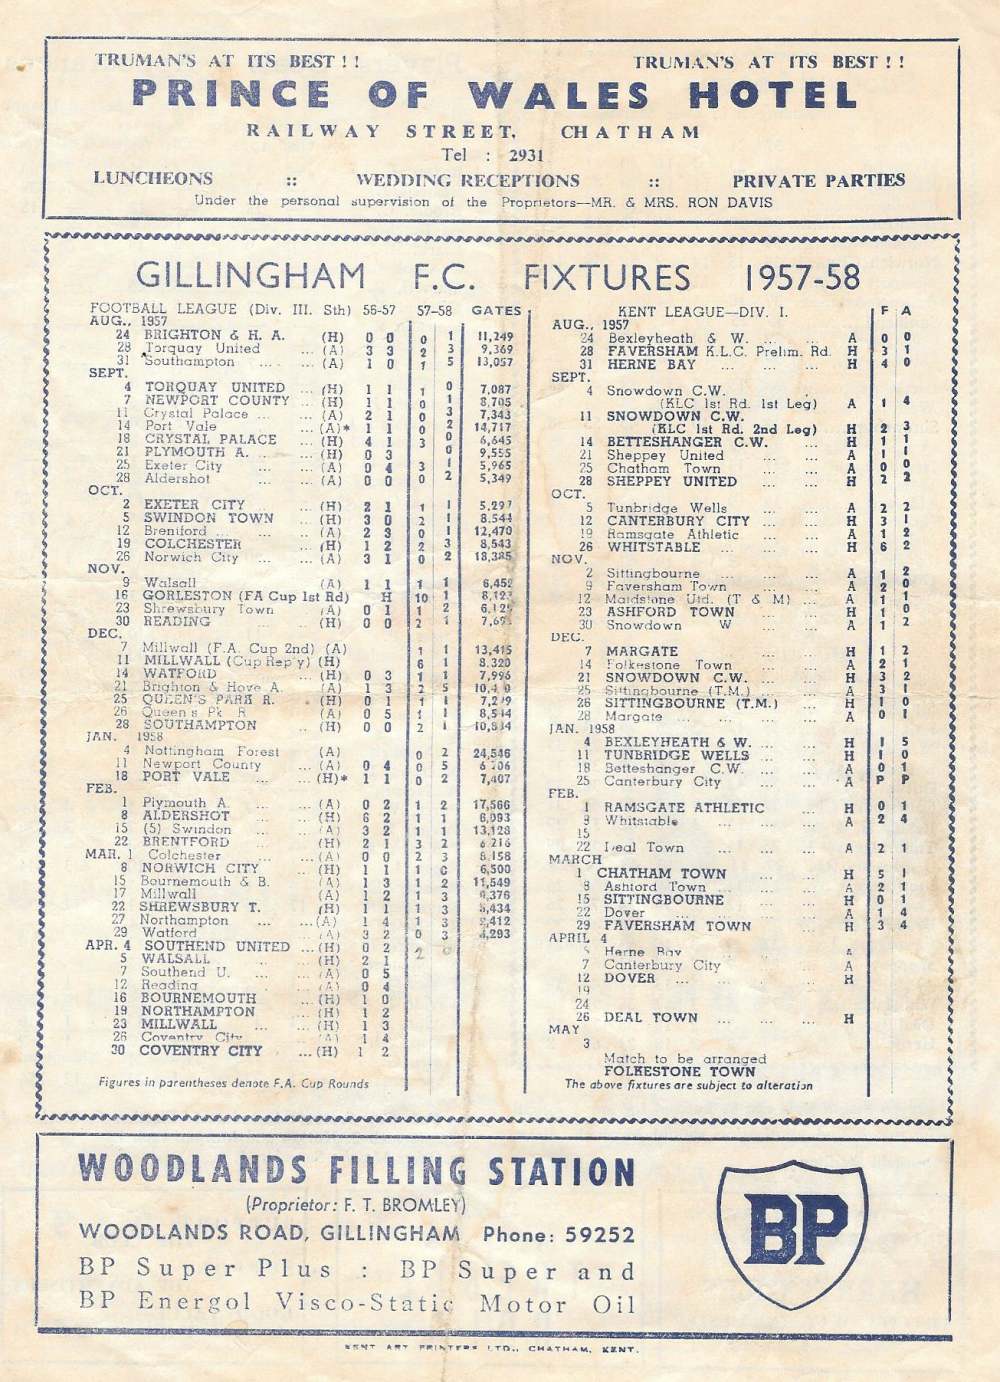 TRUMAN'S AT ITS BEST ! ! TRUMAN'S AT ITS BEST ! !
PRINCE OF WALES HOTEL
RAILWAY STREET, CHATHAM
Tel : 2931
LUNCHEONS :: WEDDING RECEPTIONS :: PRIVATE PARTIES
Under the personal supervision of the Proprietors—MR. & MRS. RON DAVIS
GILLINGHAM F.C. FIXTURES 1957-58
FOOTBALL LEAGUE (Div. III. Sth) 56-57 57-58 GATES
AUG., 1957
24 BRIGHTON & H. A. (H) 0 0 0 1 11,249
28 Torquay United ... (A) 3 3 2 3 9,369
31 Southampton ... (A) 1 0 1 5 13,057
SEPT.
4 TORQUAY UNITED ... (H) 1 1 1 0 7,087
7 NEWPORT COUNTY .. (H) 1 1 0 1 8,705
11 Crystal Palace ... (A) 2 1 0 3 7,343
14 Port Vale ... (A)* 1 1 0 2 14,717
18 CRYSTAL PALACE ... (H) 4 1 3 0 6,645
21 PLYMOUTH A. ... (H) 0 3 0 9,555
25 Exeter City ... (A) 0 4 3 1 5,965
28 Aldershot ... (A) 0 0 0 2 5,349
OCT.
2 EXETER CITY ... (H) 2 1 1 1 5,297
5 SWINDON TOWN ... (H) 3 0 2 1 8,544
12 Brentford ... (A) 2 3 0 0 12,470
19 COLCHESTER ... (H) 1 2 2 3 8,543
26 Norwich City ... (A) 3 1 0 2 18,385
NOV.
9 Walsall (A) 1 1 1 1 6,452
16 GORLESTON (FA Cup 1st Rd) H 10 1 8,123
23 Shrewsbury Town (A) 0 1 1 2 6,125
30 READING ... (H) 0 0 2 1
DEC.
7 Millwall (F.A. Cup 2nd) (A) 1 1 13,415
11 MILLWALL (Cup Rep'y) (H) 6 1 8,320
14 WATFORD ... (H) 0 3 1 1 7,996
21 Brighton & Hove A. (A) 1 3 2 5
25 QUEEN'S PARK R. (H) 0 1 1 1
26 Queen's Pk R (A) 0 5 1 1
28 SOUTHAMPTON (H) 0 0 2 1
JAN. 1958
4 Nottingham Forest (A) 0 2 24,546
11 Newport County ... (A) 0 4 0 5
18 PORT VALE ... (H)* 1 1 0 2 7,407
FEB.
1 Plymouth A. ... (A) 0 2 1 2 17,566
8 ALDERSHOT ... (H) 6 2 1 1 6,093
15 (5) Swindon ... (A) 3 2 1 1 13,128
22 BRENTFORD ... (H) 2 1 3 2
MAR. 1 Colchester ... (A) 0 0 2 3 8,158
8 NORWICH CITY ... (H) 1 1 1 0 6,500
15 Bournemouth & B. (A) 1 3 1 2 11,549
17 Millwall (A) 1 2 1 3
22 SHREWSBURY T. (H) 1 1 1 3
27 Northampton ... (A) 1 4 1 3
29 Watford (A) 3 2 0 3
APR. 4 SOUTHEND UNITED ... (H) 0 2 2 0
5 WALSALL ... (H) 2 1
7 Southend U. ... (A) 0 5
12 Reading ... (A) 0 4
16 BOURNEMOUTH ... (H) 1 0
19 NORTHAMPTON ... (H) 1 2
23 MILLWALL ... (H) 1 3
26 Coventry City (A) 1 4
30 COVENTRY CITY ... (H) 1 2
Figures in parentheses denote F.A. Cup Rounds
KENT LEAGUE—DIV. I. F A
AUG., 1957
24 Bexleyheath & W. ... A 0 0
28 FAVERSHAM K.L.C. Prelim. Rd. H 3 1
31 HERNE BAY ... H 4 0
SEPT.
4 Snowdown C.W.
(KLC 1st Rd. 1st Leg) A 1 4
11 SNOWDOWN C.W.
(KLC 1st Rd. 2nd Leg) H 2 3
14 BETTESHANGER C.W. ... H 1 1
21 Sheppey United ... A 1 1
25 Chatham Town ... A 0 0
28 SHEPPEY UNITED ... H 2 2
OCT.
5 Tunbridge Wells ... A 2 2
12 CANTERBURY CITY ... H 3 1
19 Ramsgate Athletic ... A 1 2
26 WHITSTABLE ... H 6 2
NOV.
2 Sittingbourne ... A 1 2
9 Faversham Town ... A 2 0
12 Maidstone Utd. (T & M) ... A 1 1
23 ASHFORD TOWN ... H 1 0
30 Snowdown W ... A 1 2
DEC.
7 MARGATE ... H 1 2
14 Folkestone Town ... A 2 1
21 SNOWDOWN C.W. ... H 3 2
25 Sittingbourne (T.M.) ... A 3 1
26 SITTINGBOURNE (T.M.) ... H 1 0
28 Margate ... A 0 1
JAN. 1958
4 BEXLEYHEATH & W. ... H 1 5
11 TUNBRIDGE WELLS ... H 1 0
18 Betteshanger C.W. ... A 0 1
25 Canterbury City ... A P P
FEB.
1 RAMSGATE ATHLETIC H 0 1
8 Whitstable ... A 2 4
15
22 Deal Town ... A 2 1
MARCH
1 CHATHAM TOWN ... H 5 1
8 Ashford Town ... A 2 1
15 SITTINGBOURNE ... H 0 1
22 Dover ... A 1 4
29 FAVERSHAM TOWN ... H 3 4
APRIL 4
5 Herne Bay ... A
7 Canterbury City ... A
12 DOVER ... H
19
24
26 DEAL TOWN ... H
MAY
3
Match to be arranged
FOLKESTONE TOWN
The above fixtures are subject to alteration
WOODLANDS FILLING STATION
(Proprietor: F. T. BROMLEY)
WOODLANDS ROAD, GILLINGHAM Phone: 59252
BP Super Plus : BP Super and
BP Energol Visco-Static Motor Oil
BP
KENT ART PRINTERS LTD., CHATHAM, KENT.